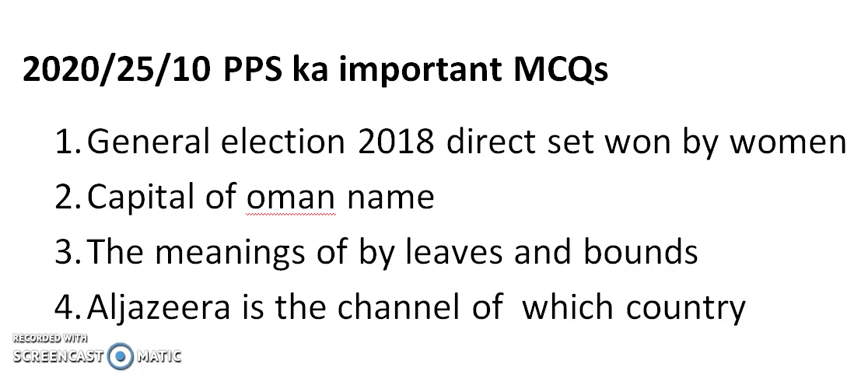 2020/25/10 PPS ka important MCQs
1. General election 2018 direct set won by women
2. Capital of oman name
3. The meanings of by leaves and bounds
4. Aljazeera is the channel of which country
RECORDED WITH
SCREENCAST MATIC